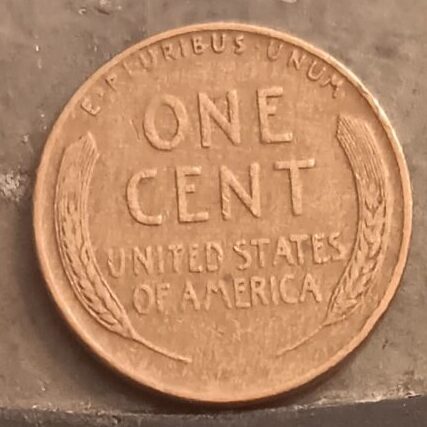 E·PLURIBUS·UNUM
ONE
CENT
UNITED STATES
OF AMERICA